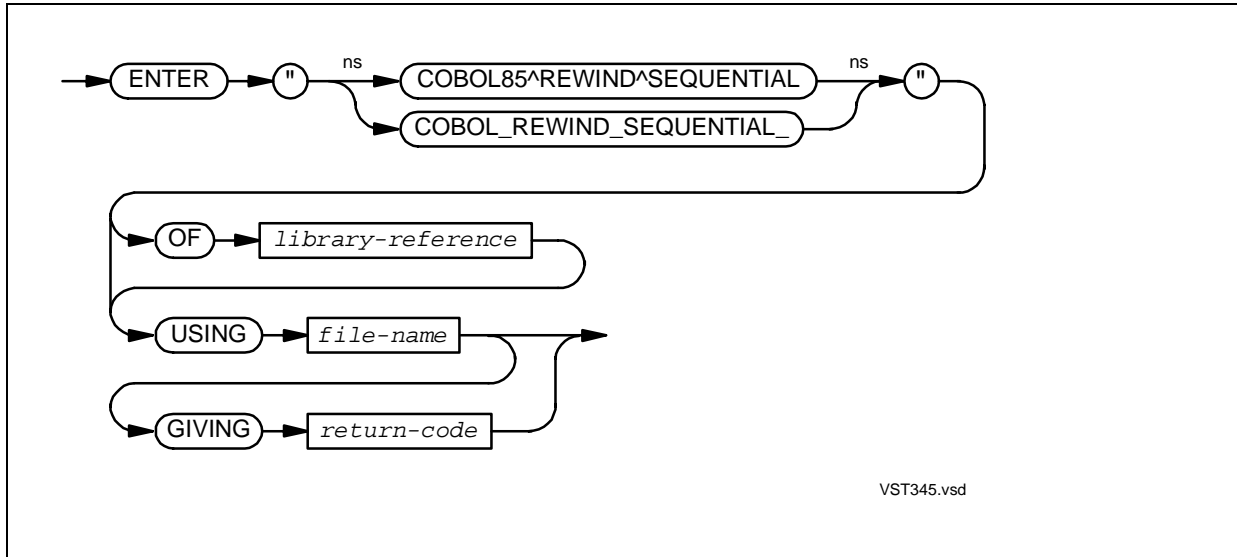 ns ns
ENTER " COBOL85^REWIND^SEQUENTIAL "
COBOL_REWIND_SEQUENTIAL_
OF library-reference
USING file-name
GIVING return-code
VST345.vsd